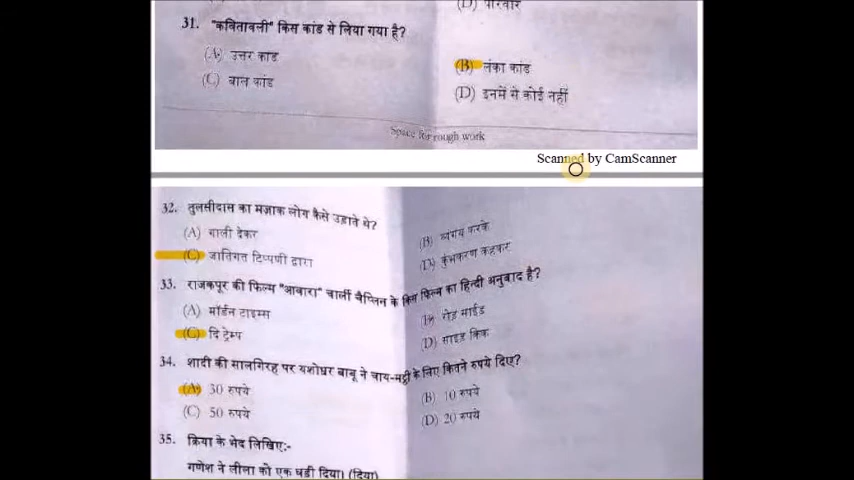 (D) परिवार
31. "कवितावली" किस कांड से लिया गया है?
(A) उत्तर कांड
(B) लंका कांड
(C) बाल कांड
(D) इनमें से कोई नहीं
Space for rough work
Scanned by CamScanner
32. तुलसीदास का मजाक लोग कैसे उड़ाते थे?
(A) गाली देकर
(B) व्यंगय करके
(C) जातिगत टिप्पणी द्वारा
(D) कुंभकरण कहकर
33. राजकपूर की फिल्म "आवारा" चार्ली चैप्लिन के किस फिल्म का हिन्दी अनुवाद है?
(A) मॉर्डन टाइम्स
(B) रोड़ साईड
(C) दि ट्रेम्प
(D) साइड किक
34. शादी की सालगिरह पर यशोधर बाबू ने चाय-मट्ठी के लिए कितने रुपये दिए?
(A) 30 रुपये
(B) 10 रुपये
(C) 50 रुपये
(D) 20 रुपये
35. क्रिया के भेद लिखिए:-
गणेश ने लीला को एक घड़ी दिया। (दिया)